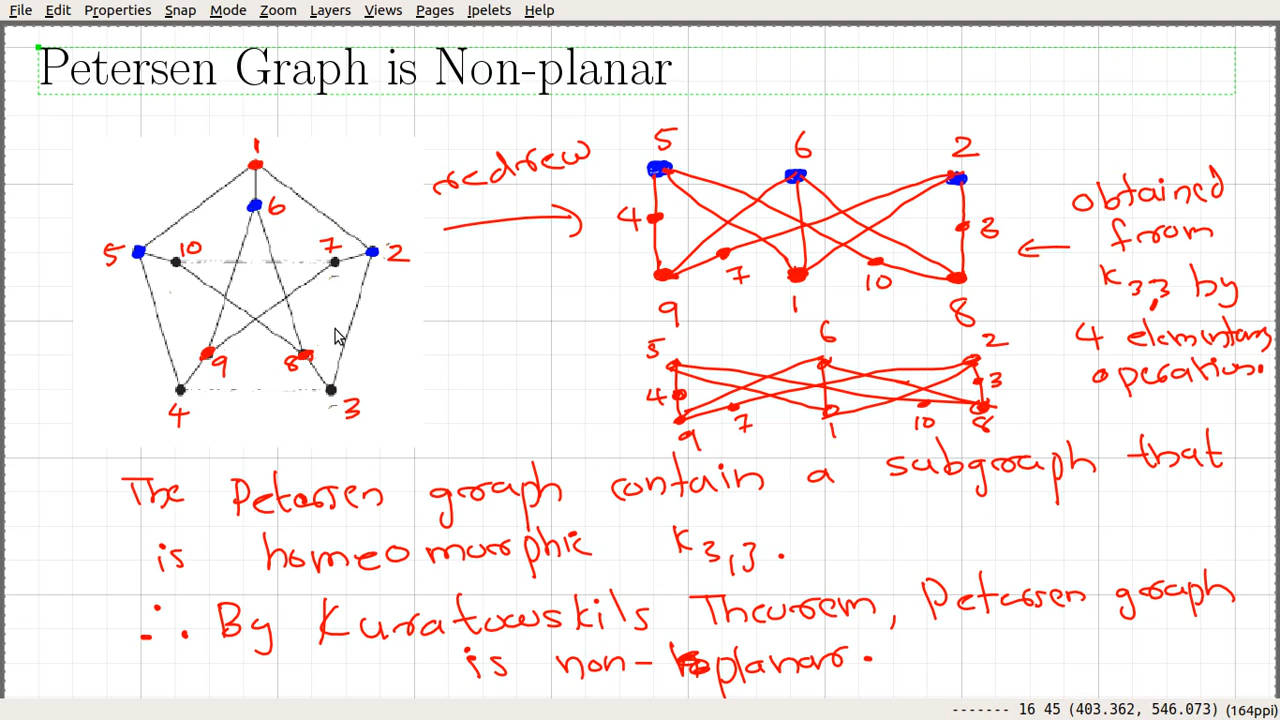 File Edit Properties Snap Mode Zoom Layers Views Pages Ipelets Help
Petersen Graph is Non-planar
1
6
5 10 7 2
9 8
4 3
redrew
5 6 2
4 3
7 10
9 1 8
obtained
← from
K3,3 by
4 elementary
operations.
5 6 2
4 3
9 7 1 10 8
The Petersen graph contain a subgraph that
is homeomorphic K3,3.
∴ By Kuratowski's Theorem, Petersen graph
is non-planar.
------- 16 45 (403.362, 546.073) (164ppi)